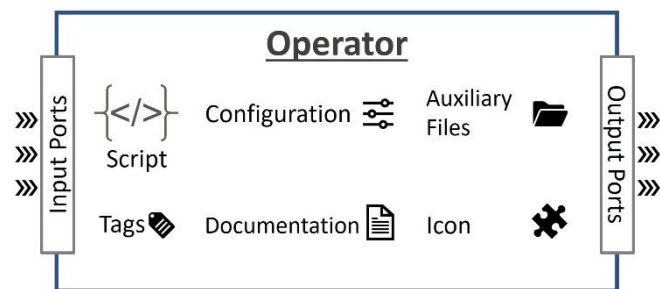 Operator
Input Ports
</>
Script
Configuration
Auxiliary
Files
Tags
Documentation
Icon
Output Ports